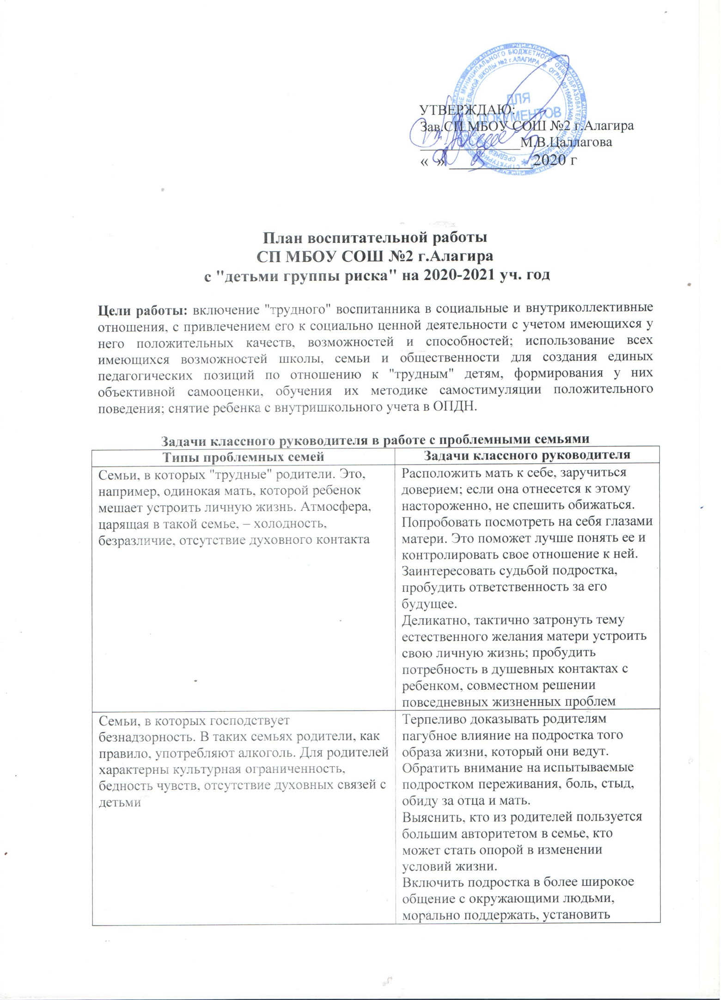 ДЛЯ
ДОКУМЕНТОВ
УТВЕРЖДАЮ:
Зав.СП МБОУ СОШ №2 г.Алагира
М.В.Цаллагова
« » 2020 г
План воспитательной работы
СП МБОУ СОШ №2 г.Алагира
с "детьми группы риска" на 2020-2021 уч. год
Цели работы: включение "трудного" воспитанника в социальные и внутриколлективные
отношения, с привлечением его к социально ценной деятельности с учетом имеющихся у
него положительных качеств, возможностей и способностей; использование всех
имеющихся возможностей школы, семьи и общественности для создания единых
педагогических позиций по отношению к "трудным" детям, формирования у них
объективной самооценки, обучения их методике самостимуляции положительного
поведения; снятие ребенка с внутришкольного учета в ОПДН.
Задачи классного руководителя в работе с проблемными семьями
Типы проблемных семей
Задачи классного руководителя
Семьи, в которых "трудные" родители. Это,
например, одинокая мать, которой ребенок
мешает устроить личную жизнь. Атмосфера,
царящая в такой семье, – холодность,
безразличие, отсутствие духовного контакта
Расположить мать к себе, заручиться
доверием; если она отнесется к этому
настороженно, не спешить обижаться.
Попробовать посмотреть на себя глазами
матери. Это поможет лучше понять ее и
контролировать свое отношение к ней.
Заинтересовать судьбой подростка,
пробудить ответственность за его
будущее.
Деликатно, тактично затронуть тему
естественного желания матери устроить
свою личную жизнь; пробудить
потребность в душевных контактах с
ребенком, совместном решении
повседневных жизненных проблем
Семьи, в которых господствует
безнадзорность. В таких семьях родители, как
правило, употребляют алкоголь. Для родителей
характерны культурная ограниченность,
бедность чувств, отсутствие духовных связей с
детьми
Терпеливо доказывать родителям
пагубное влияние на подростка того
образа жизни, который они ведут.
Обратить внимание на испытываемые
подростком переживания, боль, стыд,
обиду за отца и мать.
Выяснить, кто из родителей пользуется
большим авторитетом в семье, кто
может стать опорой в изменении
условий жизни.
Включить подростка в более широкое
общение с окружающими людьми,
морально поддержать, установить